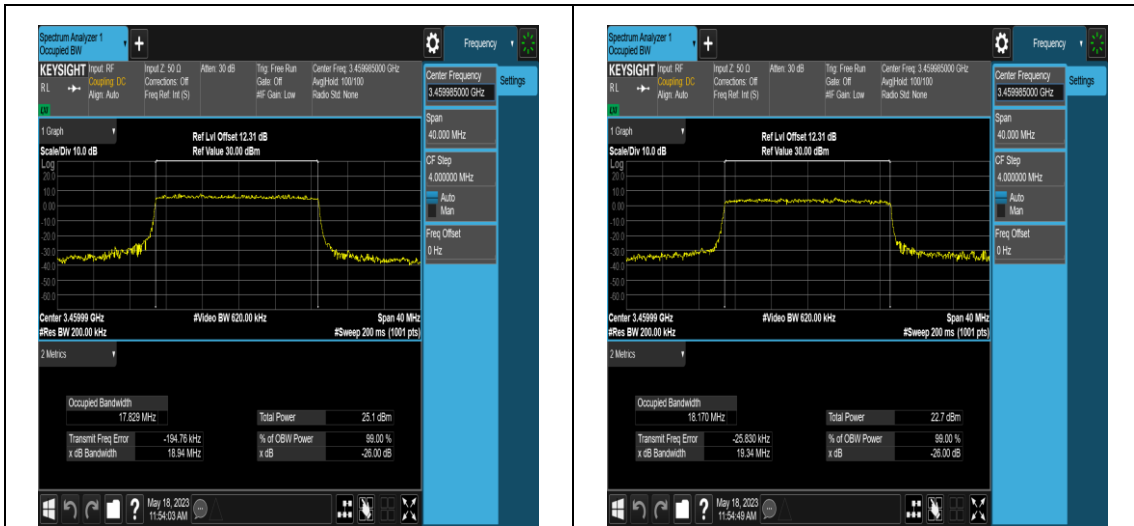 Spectrum Analyzer 1
Occupied BW
+
Frequency
KEYSIGHT
Input: RF
Coupling: DC
Align: Auto
Input Z: 50 Ω
Corrections: Off
Freq Ref: Int (S)
Atten: 30 dB
Trig: Free Run
Gate: Off
#IF Gain: Low
Center Freq: 3.459985000 GHz
Avg|Hold: 100/100
Radio Std: None
RL
LXI
Center Frequency
3.459985000 GHz
Settings
Span
40.000 MHz
CF Step
4.000000 MHz
Auto
Man
Freq Offset
0 Hz
1 Graph
Scale/Div 10.0 dB
Ref Lvl Offset 12.31 dB
Ref Value 30.00 dBm
Log
20.0
10.0
0.00
-10.0
-20.0
-30.0
-40.0
-50.0
-60.0
Center 3.45999 GHz
#Video BW 620.00 kHz
Span 40 MHz
#Res BW 200.00 kHz
#Sweep 200 ms (1001 pts)
2 Metrics
Occupied Bandwidth
17.829 MHz
Total Power 25.1 dBm
Transmit Freq Error -194.76 kHz
% of OBW Power 99.00 %
x dB Bandwidth 18.94 MHz
x dB -26.00 dB
?
May 18, 2023
11:54:03 AM
Spectrum Analyzer 1
Occupied BW
+
Frequency
KEYSIGHT
Input: RF
Coupling: DC
Align: Auto
Input Z: 50 Ω
Corrections: Off
Freq Ref: Int (S)
Atten: 30 dB
Trig: Free Run
Gate: Off
#IF Gain: Low
Center Freq: 3.459985000 GHz
Avg|Hold: 100/100
Radio Std: None
RL
LXI
Center Frequency
3.459985000 GHz
Settings
Span
40.000 MHz
CF Step
4.000000 MHz
Auto
Man
Freq Offset
0 Hz
1 Graph
Scale/Div 10.0 dB
Ref Lvl Offset 12.31 dB
Ref Value 30.00 dBm
Log
20.0
10.0
0.00
-10.0
-20.0
-30.0
-40.0
-50.0
-60.0
Center 3.45999 GHz
#Video BW 620.00 kHz
Span 40 MHz
#Res BW 200.00 kHz
#Sweep 200 ms (1001 pts)
2 Metrics
Occupied Bandwidth
18.170 MHz
Total Power 22.7 dBm
Transmit Freq Error -25.830 kHz
% of OBW Power 99.00 %
x dB Bandwidth 19.34 MHz
x dB -26.00 dB
?
May 18, 2023
11:54:49 AM